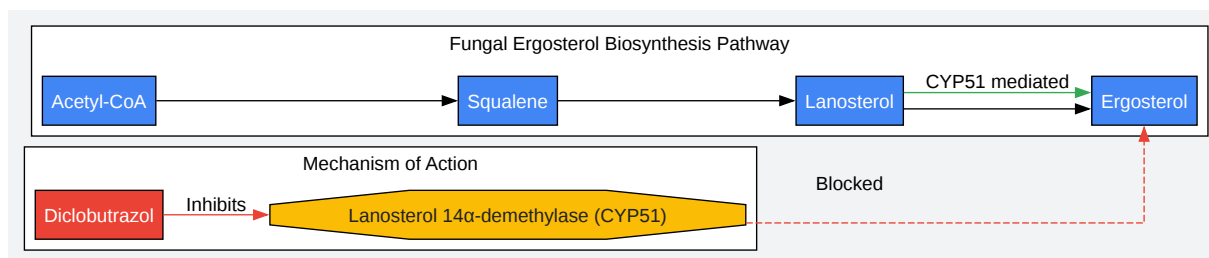 Fungal Ergosterol Biosynthesis Pathway
Acetyl-CoA
Squalene
Lanosterol
CYP51 mediated
Ergosterol
Mechanism of Action
Diclobutrazol
Inhibits
Lanosterol 14α-demethylase (CYP51)
Blocked